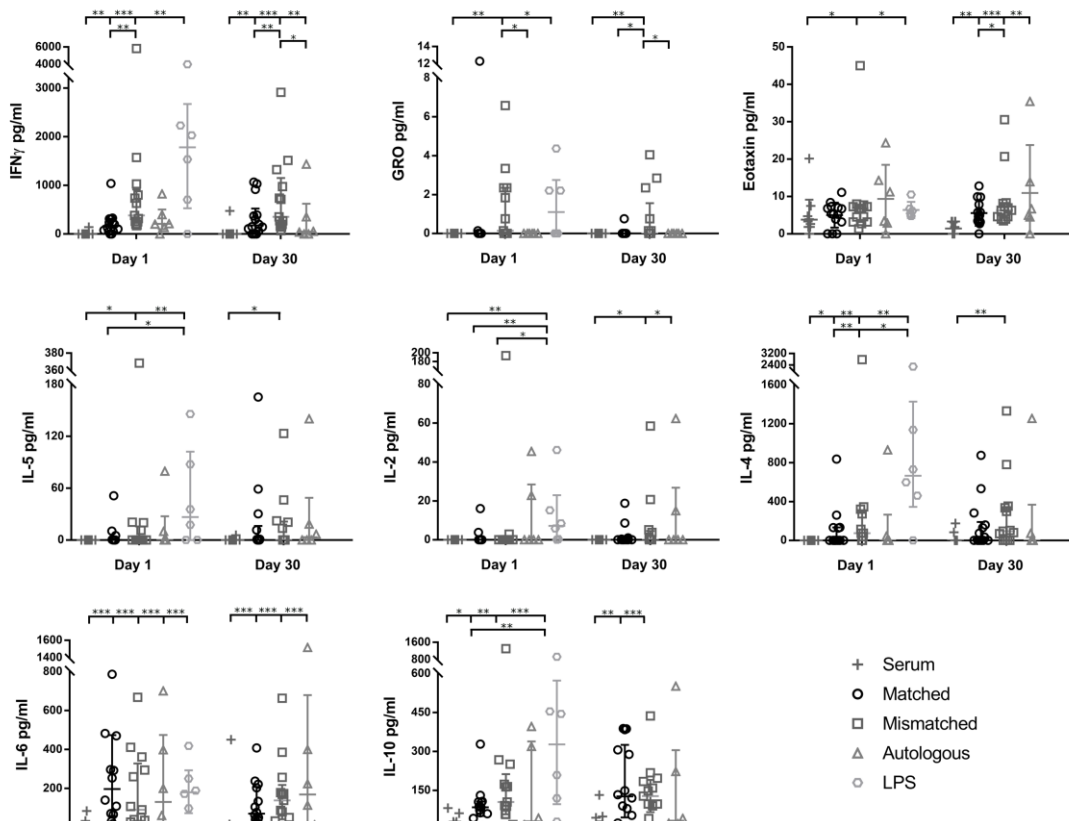 ** *** ** ** *** **
** **
*
6000
4000
3000
2000
1000
0
IFNγ pg/ml
Day 1 Day 30
** * **
* *
*
14
12
8
6
4
2
0
GRO pg/ml
Day 1 Day 30
* * ** *** **
*
50
40
30
20
10
0
Eotaxin pg/ml
Day 1 Day 30
* ** *
*
380
360
180
120
60
0
IL-5 pg/ml
Day 1 Day 30
**
** * *
*
200
180
80
60
40
20
0
IL-2 pg/ml
Day 1 Day 30
* ** ** **
** *
3200
2400
1600
1200
800
400
0
IL-4 pg/ml
Day 1 Day 30
*** *** *** *** *** *** ***
1600
1400
800
600
400
200
IL-6 pg/ml
* ** *** ** ***
**
1600
800
600
450
300
150
IL-10 pg/ml
Serum
Matched
Mismatched
Autologous
LPS